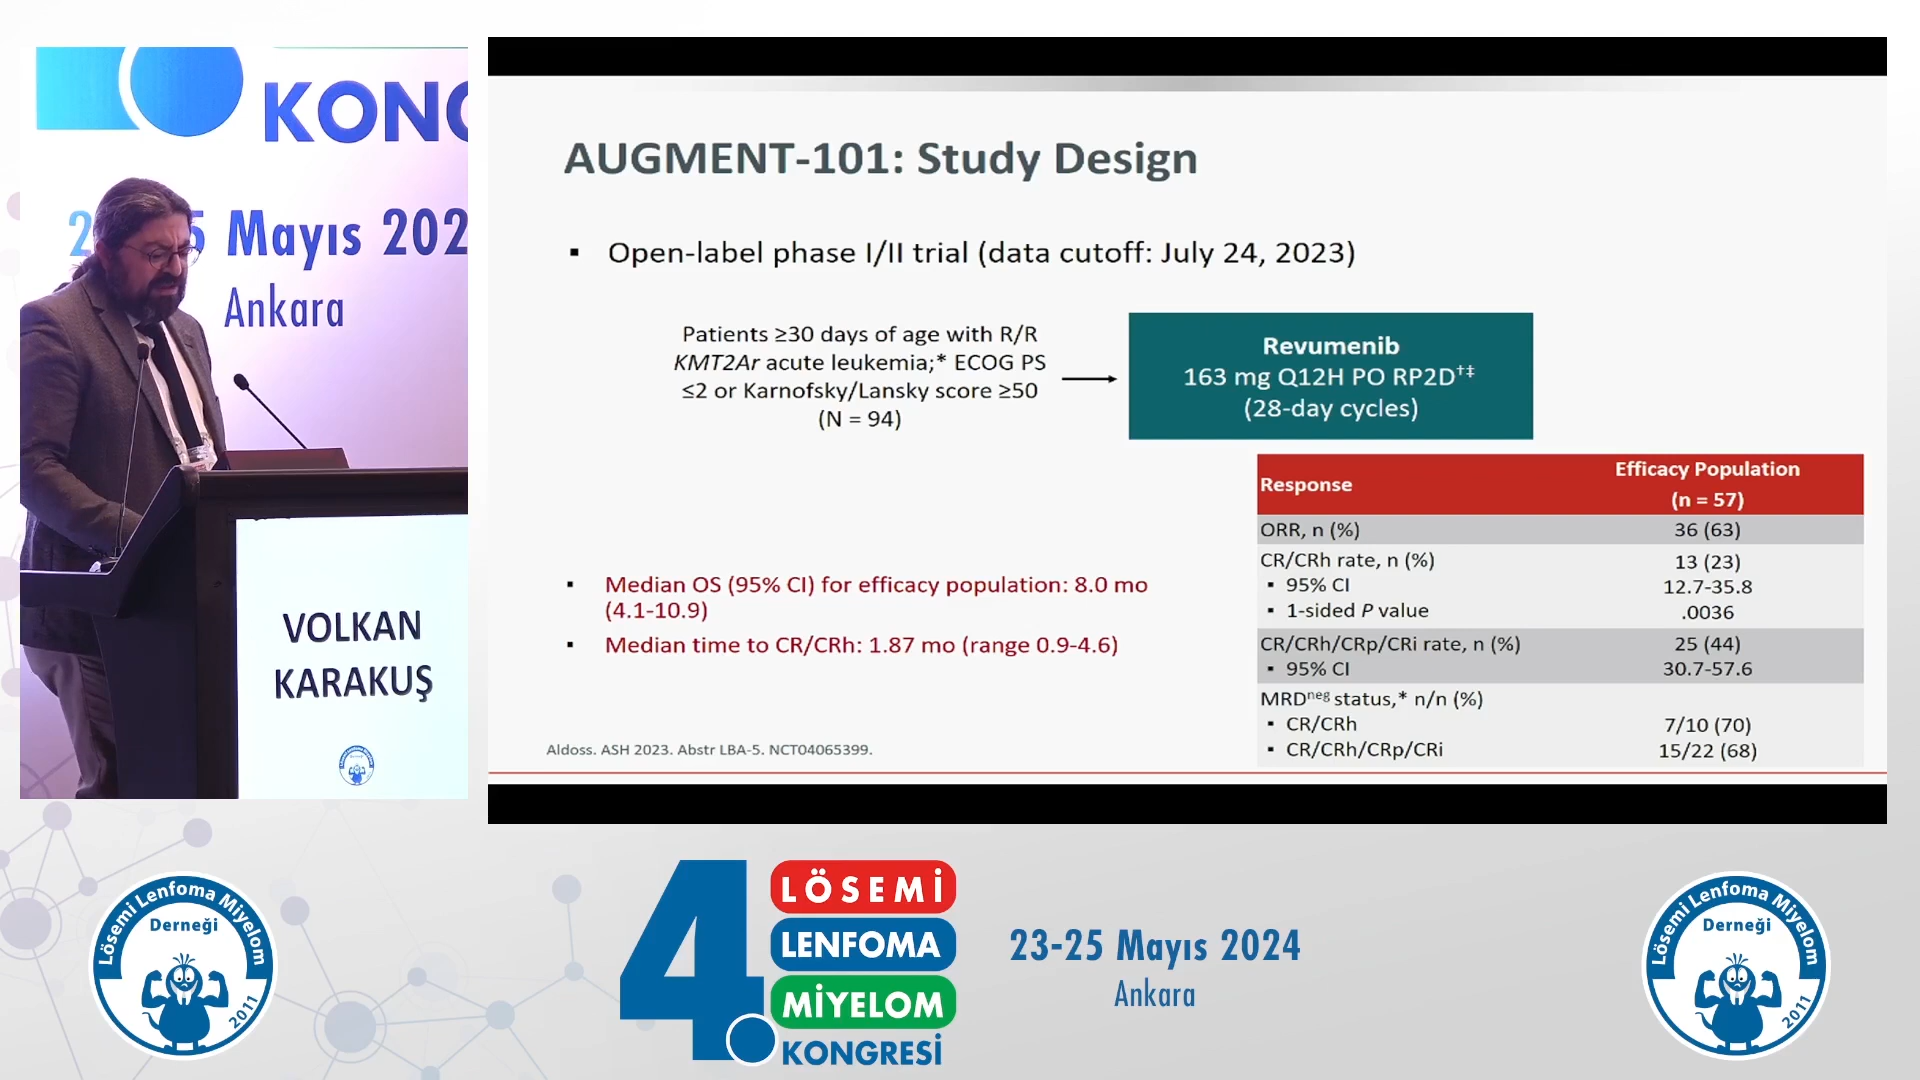 KONG
2 5 Mayıs 202
Ankara
VOLKAN
KARAKUŞ
AUGMENT-101: Study Design
▪ Open-label phase I/II trial (data cutoff: July 24, 2023)
Patients ≥30 days of age with R/R
KMT2Ar acute leukemia;* ECOG PS
≤2 or Karnofsky/Lansky score ≥50
(N = 94)
Revumenib
163 mg Q12H PO RP2D†‡
(28-day cycles)
▪ Median OS (95% CI) for efficacy population: 8.0 mo
(4.1-10.9)
▪ Median time to CR/CRh: 1.87 mo (range 0.9-4.6)
Response Efficacy Population
(n = 57)
ORR, n (%) 36 (63)
CR/CRh rate, n (%) 13 (23)
▪ 95% CI 12.7-35.8
▪ 1-sided P value .0036
CR/CRh/CRp/CRi rate, n (%) 25 (44)
▪ 95% CI 30.7-57.6
MRDneg status,* n/n (%)
▪ CR/CRh 7/10 (70)
▪ CR/CRh/CRp/CRi 15/22 (68)
Aldoss. ASH 2023. Abstr LBA-5. NCT04065399.
Lösemi Lenfoma Miyelom
Derneği
2011
4.
LÖSEMİ
LENFOMA
MİYELOM
KONGRESİ
23-25 Mayıs 2024
Ankara
Lösemi Lenfoma Miyelom
Derneği
2011